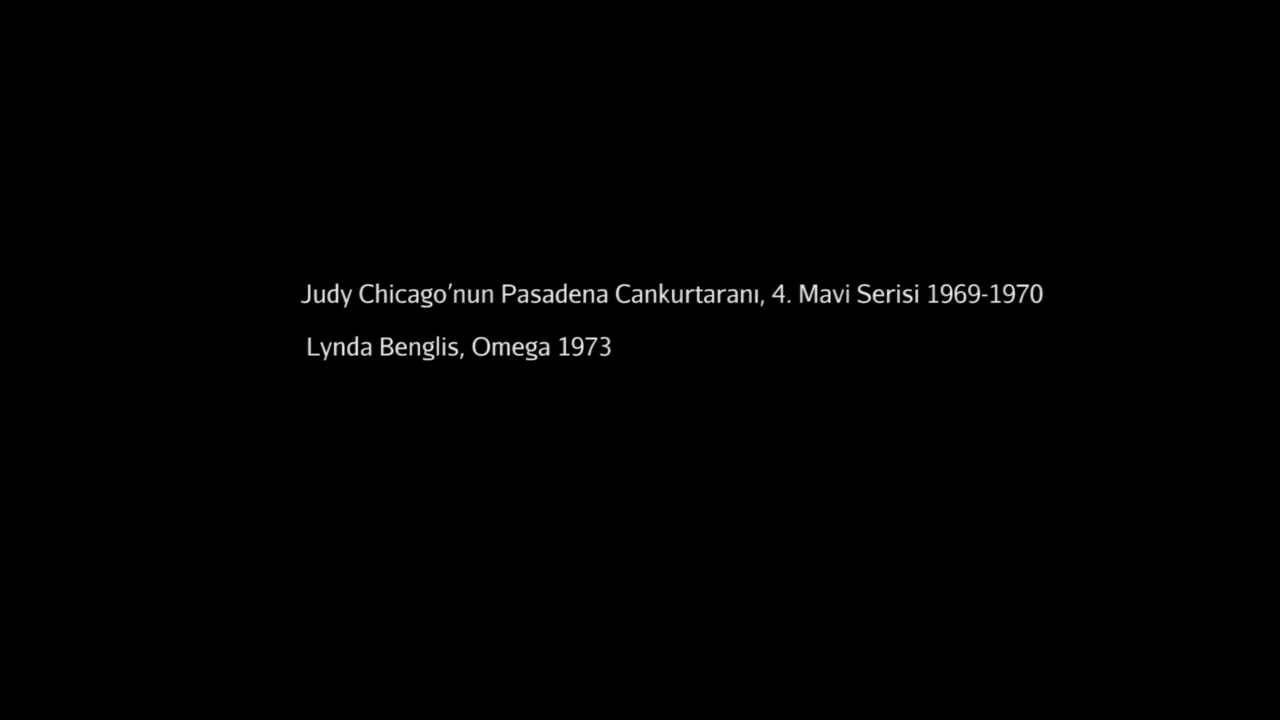 Judy Chicago’nun Pasadena Cankurtaranı, 4. Mavi Serisi 1969-1970
Lynda Benglis, Omega 1973